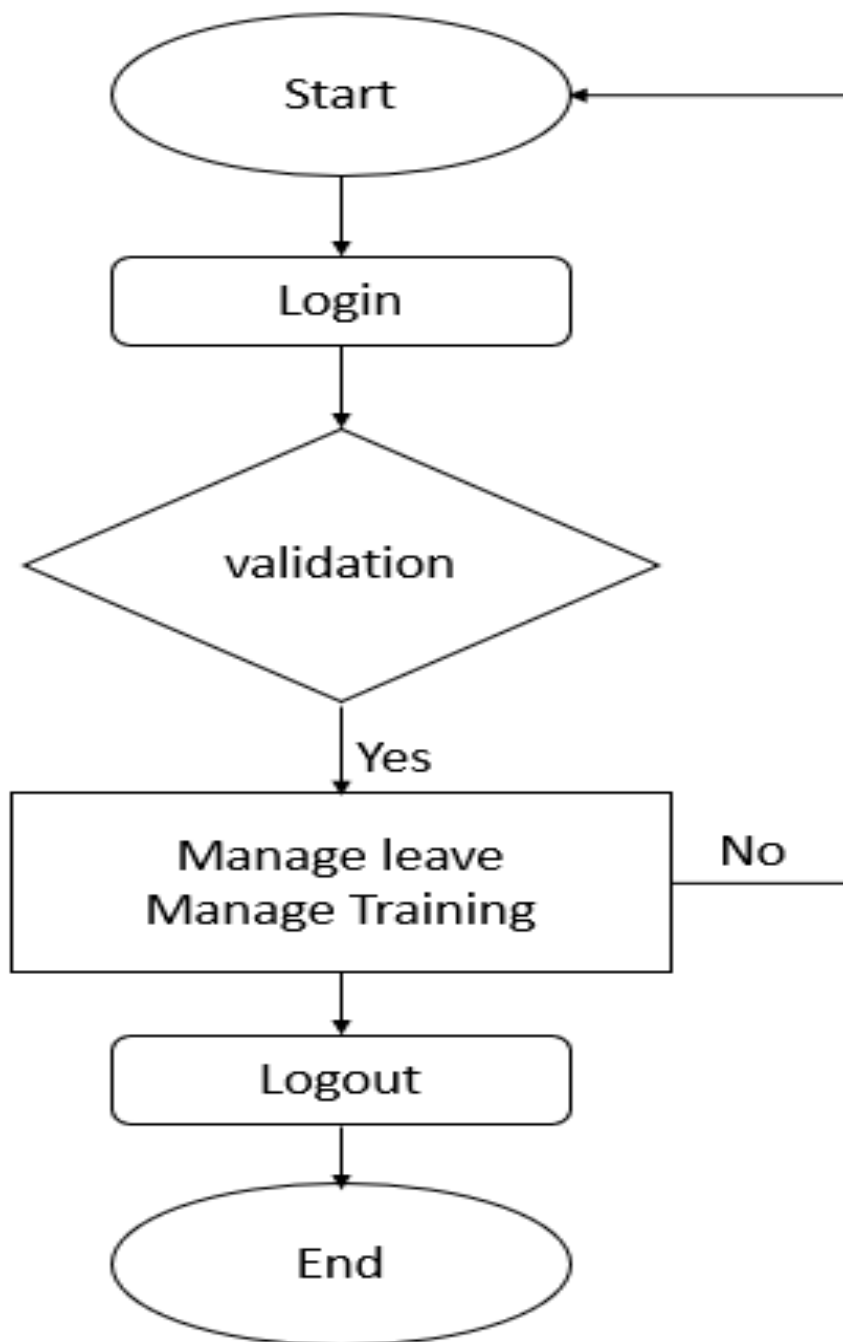 Start
Login
validation
Yes
Manage leave
No
Manage Training
Logout
End